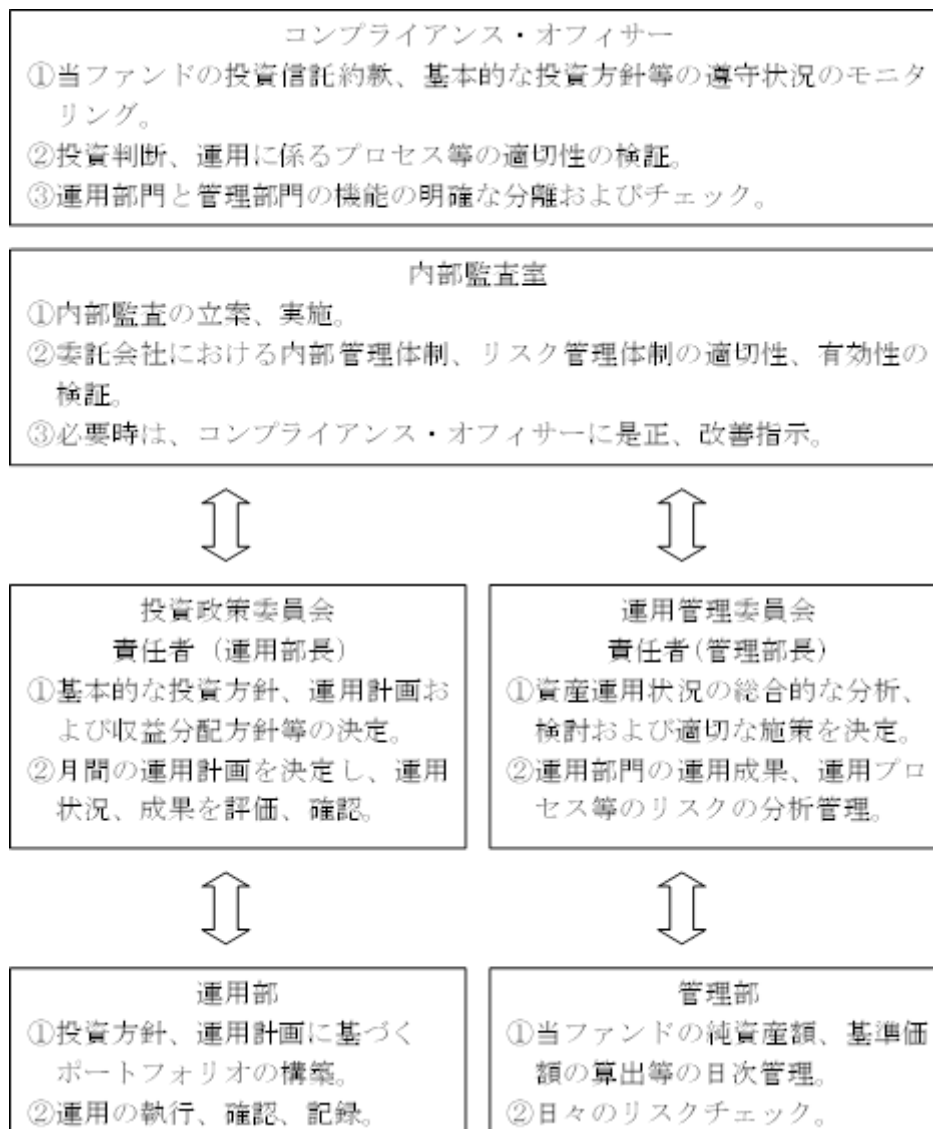 コンプライアンス・オフィサー
①当ファンドの投資信託約款、基本的な投資方針等の遵守状況のモニタ
リング。
②投資判断、運用に係るプロセス等の適切性の検証。
③運用部門と管理部門の機能の明確な分離およびチェック。
内部監査室
①内部監査の立案、実施。
②委託会社における内部管理体制、リスク管理体制の適切性、有効性の
検証。
③必要時は、コンプライアンス・オフィサーに是正、改善指示。
投資政策委員会
責任者（運用部長）
①基本的な投資方針、運用計画お
よび収益分配方針等の決定。
②月間の運用計画を決定し、運用
状況、成果を評価、確認。
運用管理委員会
責任者(管理部長)
①資産運用状況の総合的な分析、
検討および適切な施策を決定。
②運用部門の運用成果、運用プロ
セス等のリスクの分析管理。
運用部
①投資方針、運用計画に基づく
ポートフォリオの構築。
②運用の執行、確認、記録。
管理部
①当ファンドの純資産額、基準価
額の算出等の日次管理。
②日々のリスクチェック。